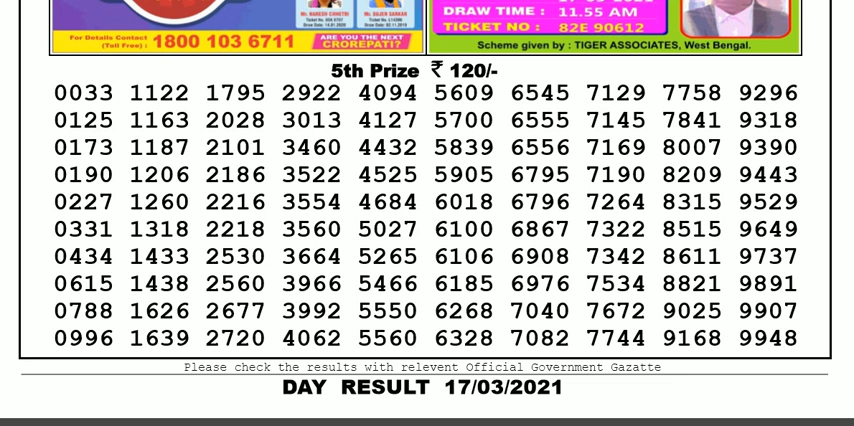 DRAW TIME : 11.55 AM
TICKET NO : 82E 90612
Mr. NARESH CHHETRI
Mr. SUJEN SARKAR
For Details Contact
(Toll Free) : 1800 103 6711
ARE YOU THE NEXT
CROREPATI?
Scheme given by : TIGER ASSOCIATES, West Bengal.
5th Prize ₹ 120/-
0033 1122 1795 2922 4094 5609 6545 7129 7758 9296
0125 1163 2028 3013 4127 5700 6555 7145 7841 9318
0173 1187 2101 3460 4432 5839 6556 7169 8007 9390
0190 1206 2186 3522 4525 5905 6795 7190 8209 9443
0227 1260 2216 3554 4684 6018 6796 7264 8315 9529
0331 1318 2218 3560 5027 6100 6867 7322 8515 9649
0434 1433 2530 3664 5265 6106 6908 7342 8611 9737
0615 1438 2560 3966 5466 6185 6976 7534 8821 9891
0788 1626 2677 3992 5550 6268 7040 7672 9025 9907
0996 1639 2720 4062 5560 6328 7082 7744 9168 9948
Please check the results with relevent Official Government Gazatte
DAY RESULT 17/03/2021